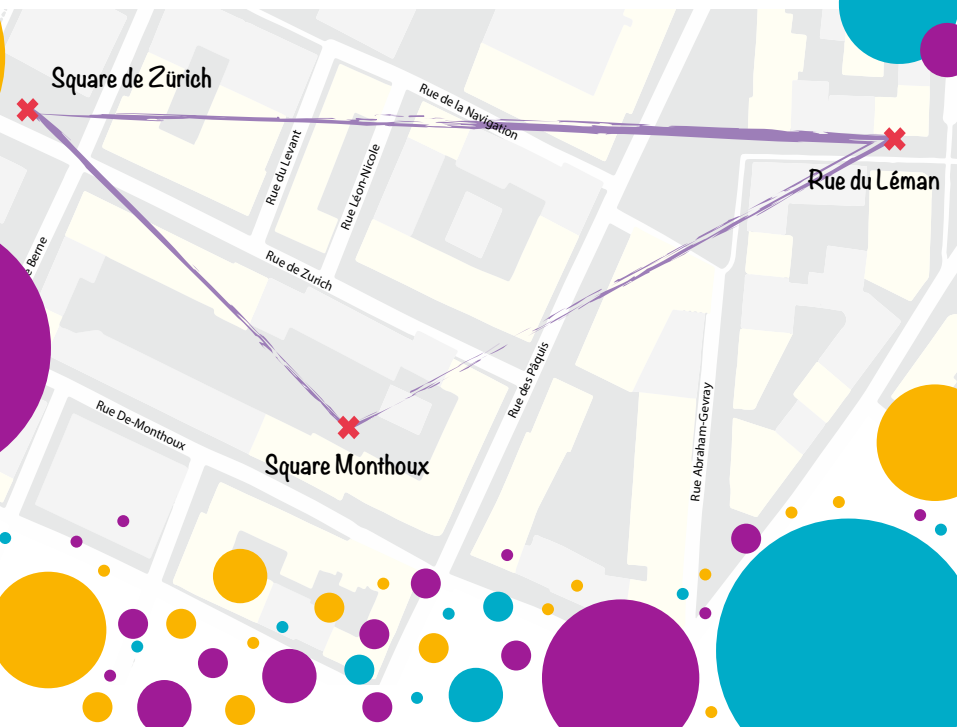 Square de Zürich
Rue de la Navigation
Rue du Levant
Rue Léon-Nicole
Rue du Léman
e Berne
Rue de Zurich
Rue des Pâquis
Rue Abraham-Gevray
Rue De-Monthoux
Square Monthoux